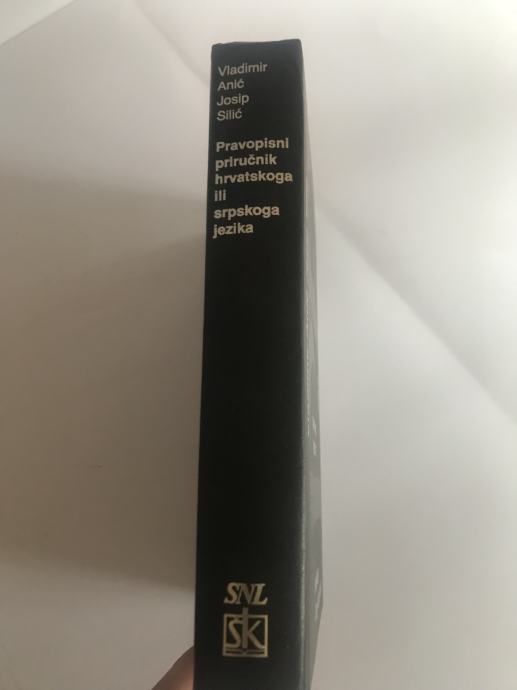 Vladimir
Anić
Josip
Silić
Pravopisni
priručnik
hrvatskoga
ili
srpskoga
jezika
SNL
ŠK